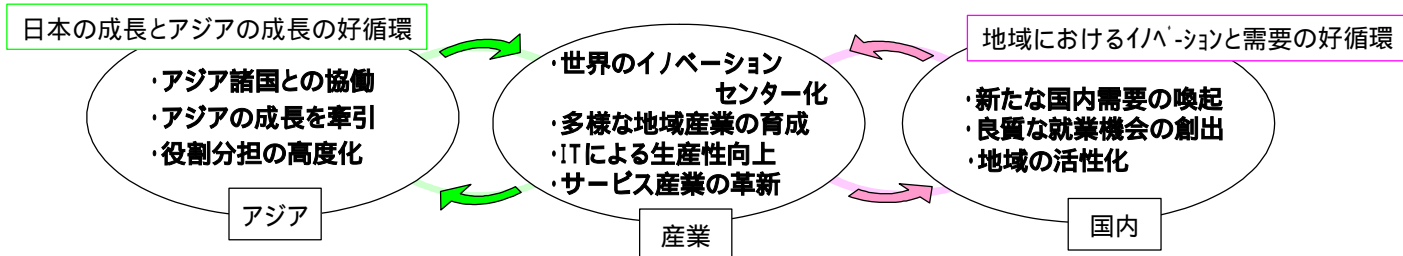 日本の成長とアジアの成長の好循環
・アジア諸国との協働
・アジアの成長を牽引
・役割分担の高度化
アジア
・世界のイノベーション
センター化
・多様な地域産業の育成
・ITによる生産性向上
・サービス産業の革新
産業
地域におけるｲﾉﾍﾞｰｼｮﾝと需要の好循環
・新たな国内需要の喚起
・良質な就業機会の創出
・地域の活性化
国内